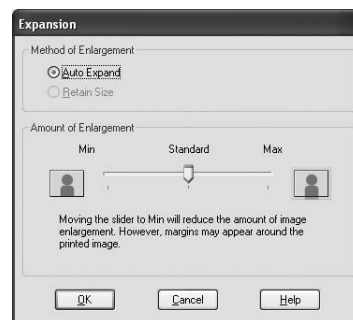 Expansion
Method of Enlargement
Auto Expand
Retain Size
Amount of Enlargement
Min Standard Max
Moving the slider to Min will reduce the amount of image
enlargement. However, margins may appear around the
printed image.
OK Cancel Help